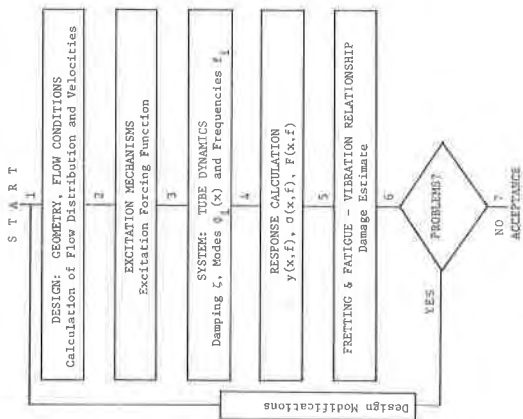 S T A R T
1
DESIGN: GEOMETRY, FLOW CONDITIONS
Calculation of Flow Distribution and Velocities
2
EXCITATION MECHANISMS
Excitation Forcing Function
3
SYSTEM: TUBE DYNAMICS
Damping ζ, Modes Φi(x) and Frequencies fi
4
RESPONSE CALCULATION
y(x,f), σ(x,f), F(x,f)
5
FRETTING & FATIGUE - VIBRATION RELATIONSHIP
Damage Estimate
6
PROBLEMS?
YES
NO 7
ACCEPTANCE
Design Modifications